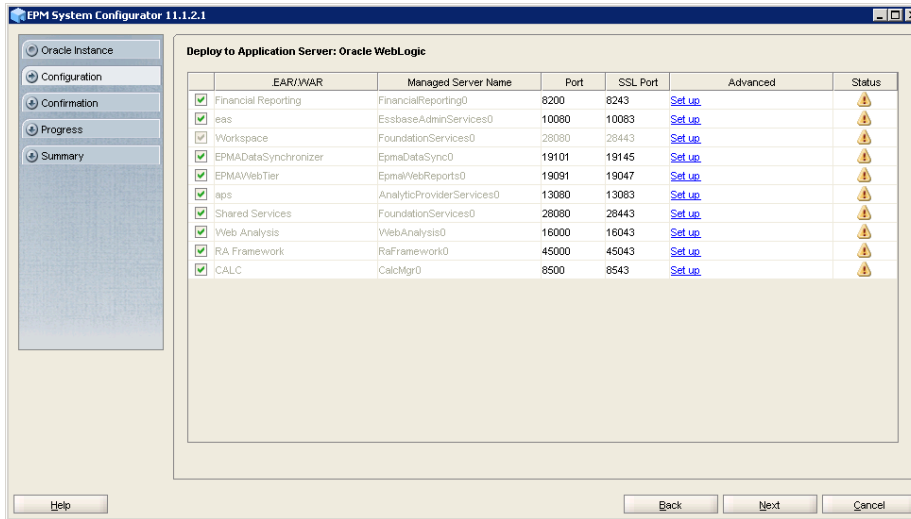 EPM System Configurator 11.1.2.1
Oracle Instance
Configuration
Confirmation
Progress
Summary
Deploy to Application Server: Oracle WebLogic
.EAR/.WAR Managed Server Name Port SSL Port Advanced Status
Financial Reporting FinancialReporting0 8200 8243 Set up
eas EssbaseAdminServices0 10080 10083 Set up
Workspace FoundationServices0 28080 28443 Set up
EPMADataSynchronizer EpmaDataSync0 19101 19145 Set up
EPMAWebTier EpmaWebReports0 19091 19047 Set up
aps AnalyticProviderServices0 13080 13083 Set up
Shared Services FoundationServices0 28080 28443 Set up
Web Analysis WebAnalysis0 16000 16043 Set up
RA Framework RaFramework0 45000 45043 Set up
CALC CalcMgr0 8500 8543 Set up
Help Back Next Cancel